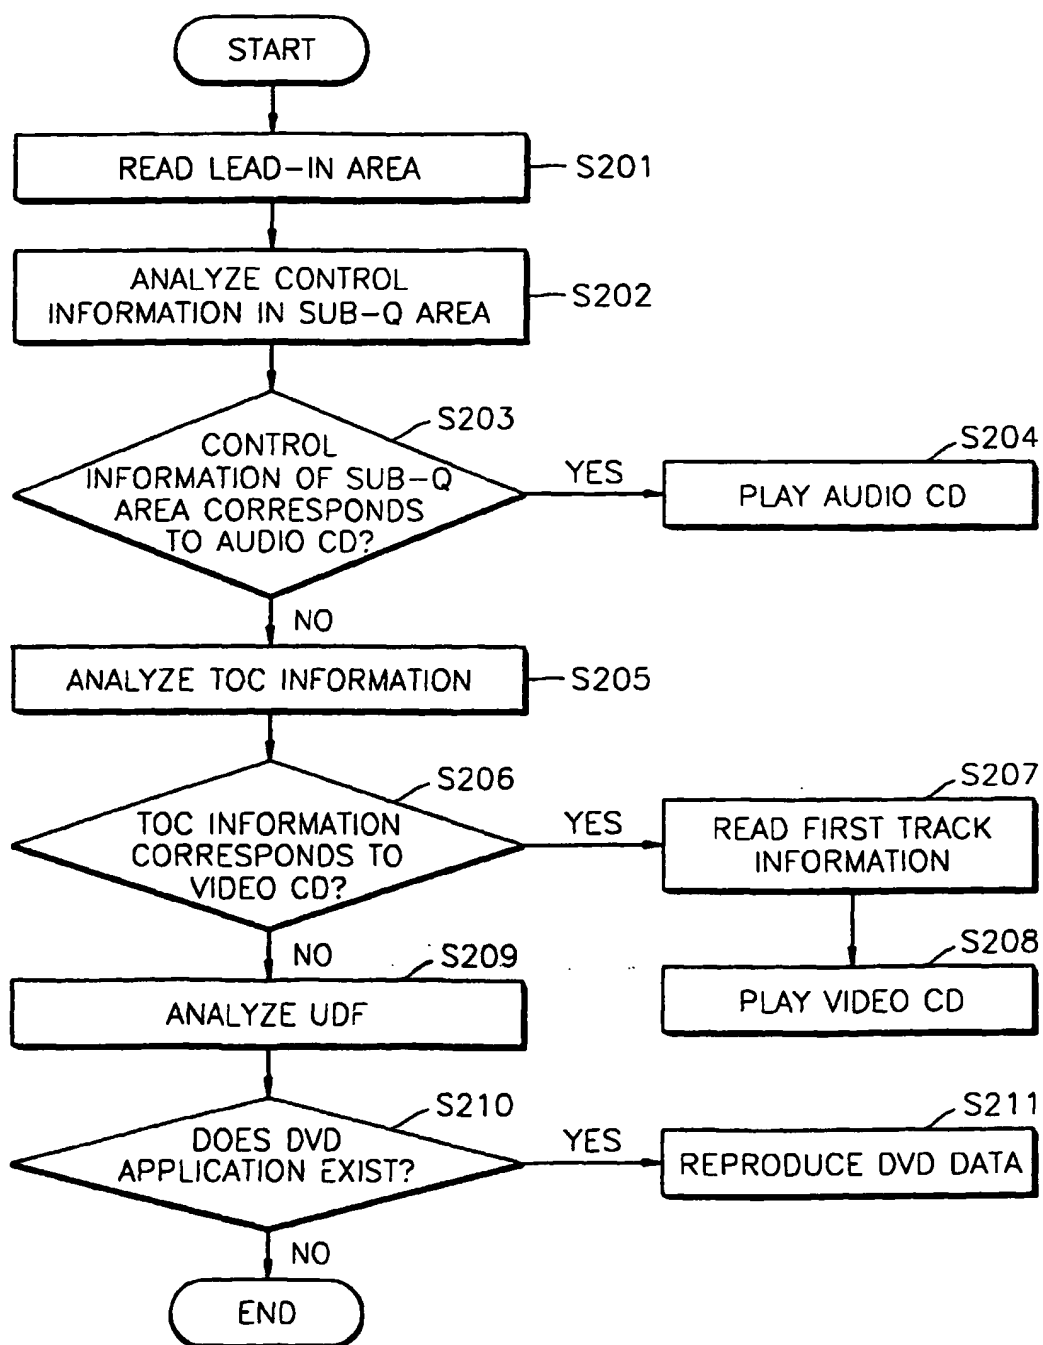 START
READ LEAD-IN AREA
S201
ANALYZE CONTROL
INFORMATION IN SUB-Q AREA
S202
S203
CONTROL
INFORMATION OF SUB-Q
AREA CORRESPONDS
TO AUDIO CD?
YES
S204
PLAY AUDIO CD
NO
ANALYZE TOC INFORMATION
S205
S206
TOC INFORMATION
CORRESPONDS TO
VIDEO CD?
YES
S207
READ FIRST TRACK
INFORMATION
S208
PLAY VIDEO CD
NO
S209
ANALYZE UDF
S210
DOES DVD
APPLICATION EXIST?
YES
S211
REPRODUCE DVD DATA
NO
END